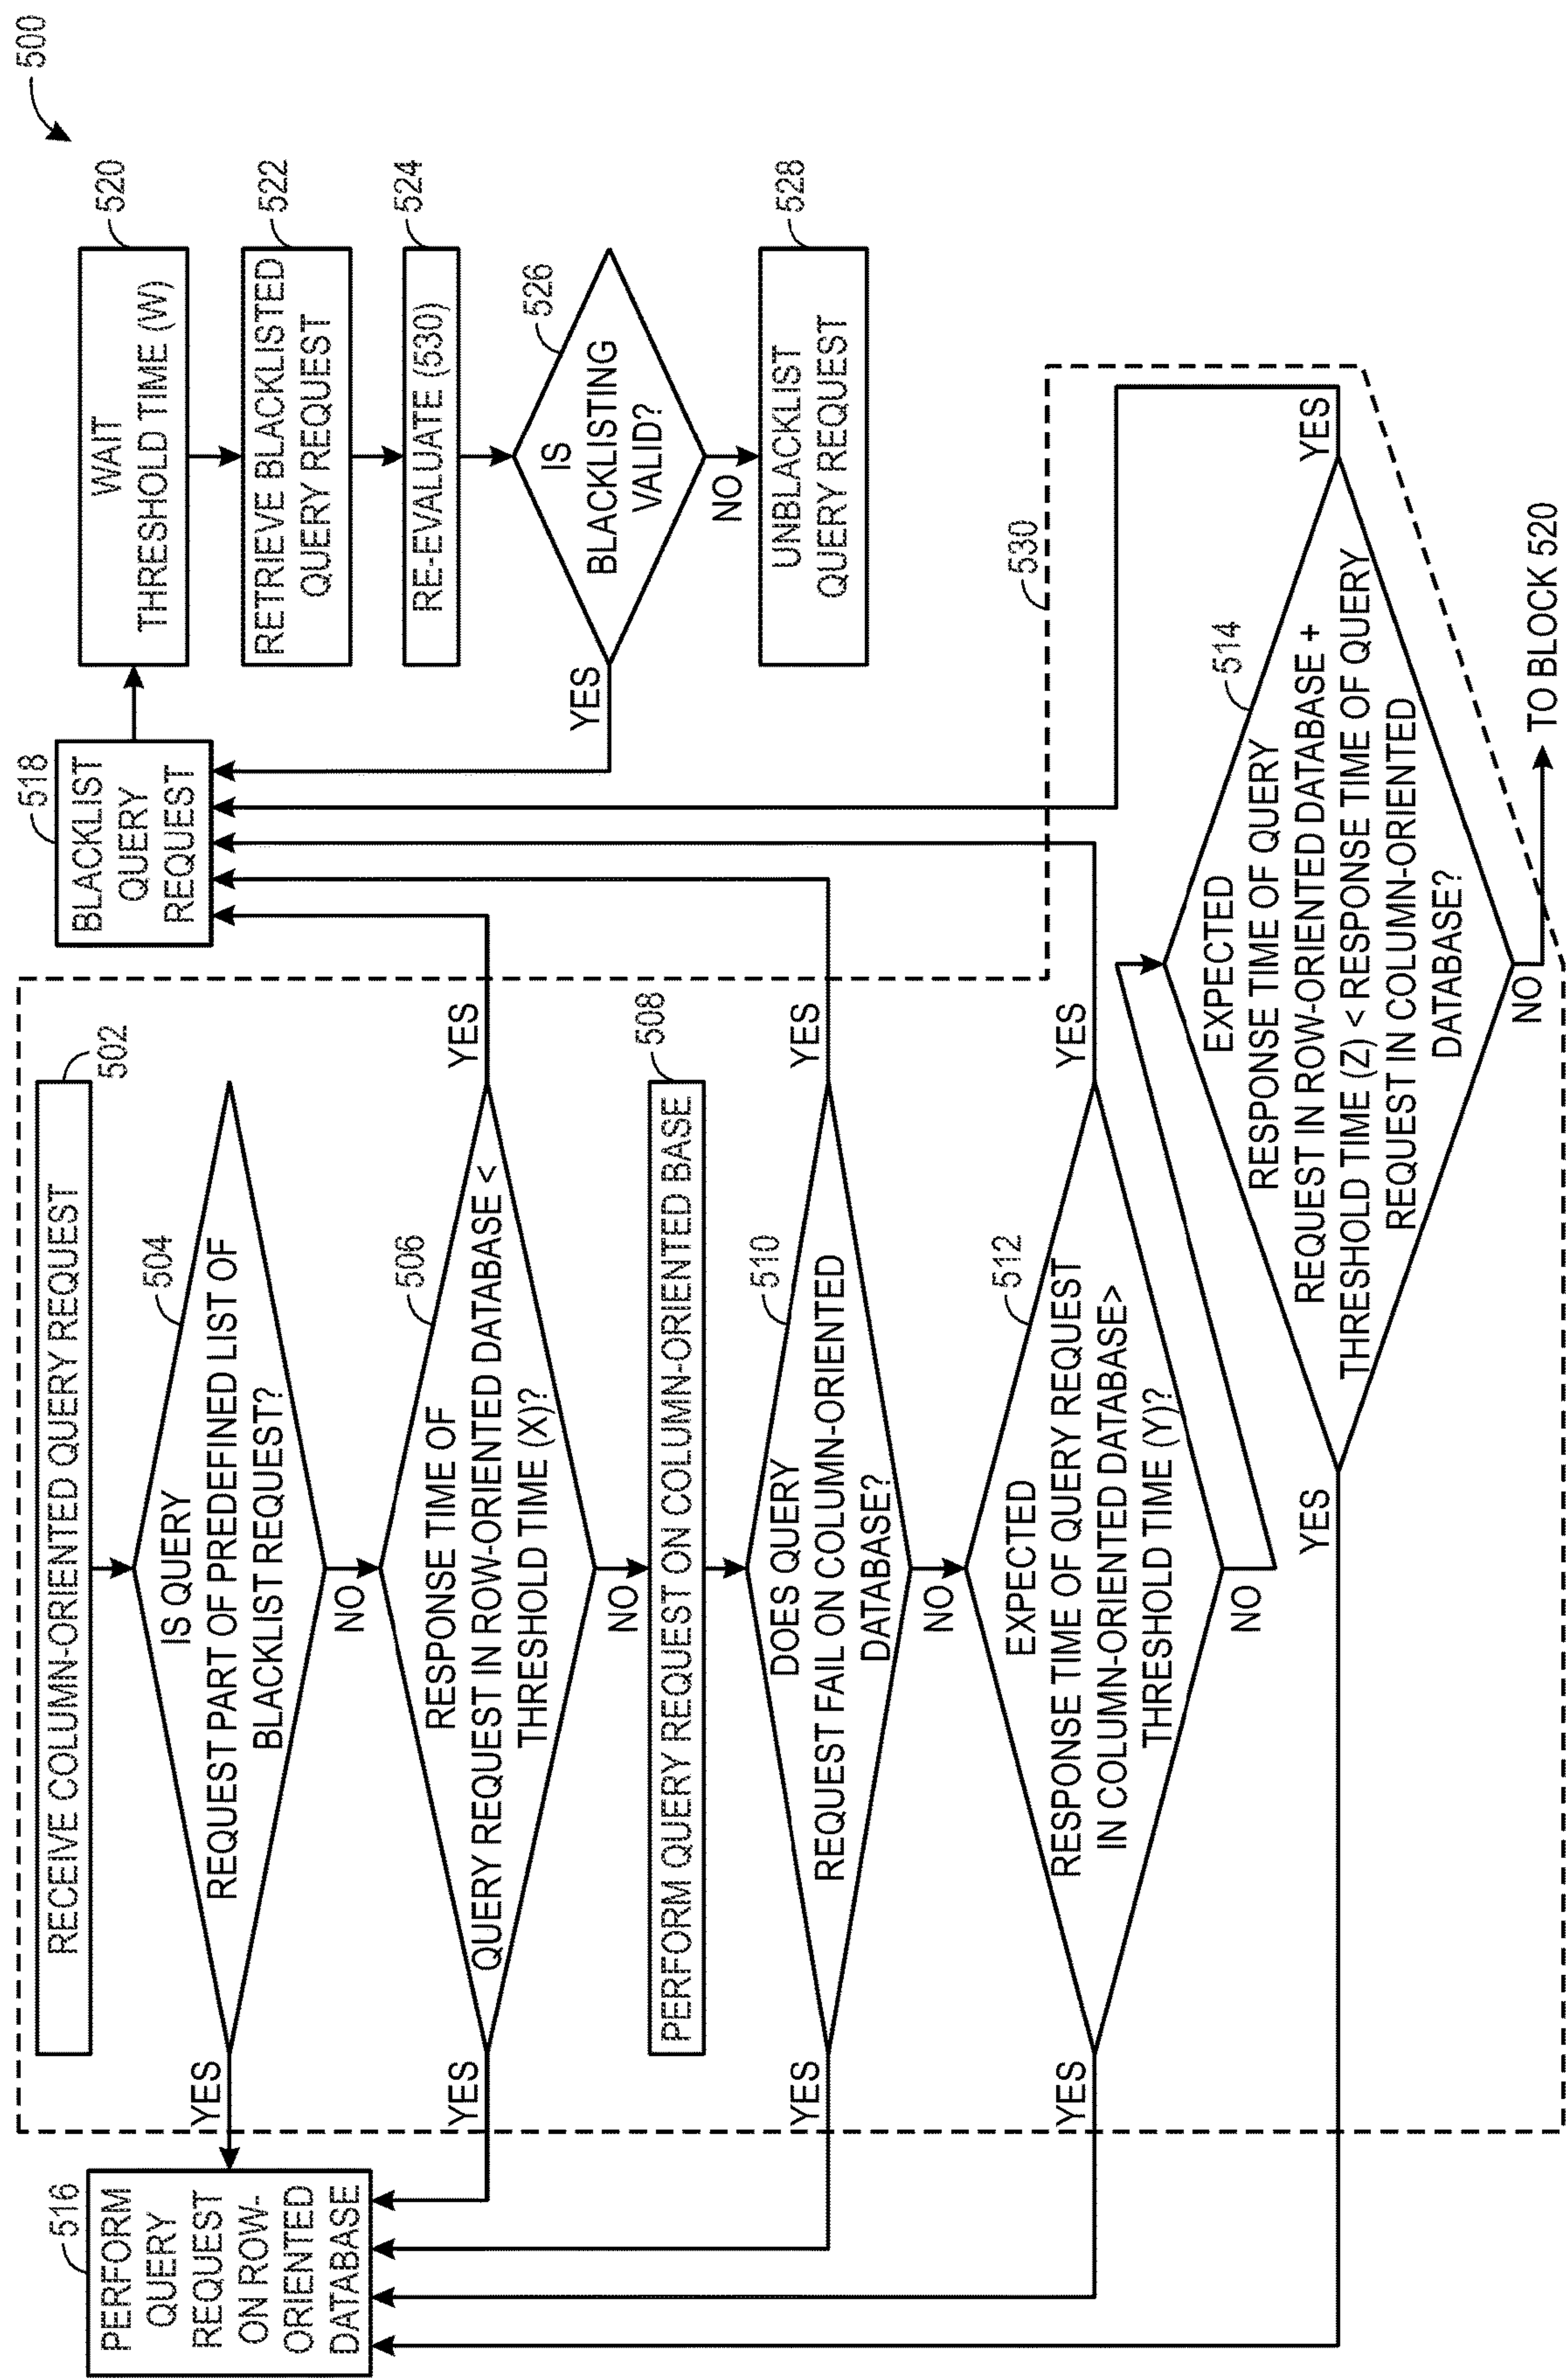 500
502
RECEIVE COLUMN-ORIENTED QUERY REQUEST
504
IS QUERY
REQUEST PART OF PREDEFINED LIST OF
BLACKLIST REQUEST?
YES
NO
506
RESPONSE TIME OF
QUERY REQUEST IN ROW-ORIENTED DATABASE <
THRESHOLD TIME (X)?
YES
YES
NO
508
PERFORM QUERY REQUEST ON COLUMN-ORIENTED BASE
510
DOES QUERY
REQUEST FAIL ON COLUMN-ORIENTED
DATABASE?
YES
YES
NO
512
EXPECTED
RESPONSE TIME OF QUERY REQUEST
IN COLUMN-ORIENTED DATABASE>
THRESHOLD TIME (Y)?
YES
YES
NO
514
EXPECTED
RESPONSE TIME OF QUERY
REQUEST IN ROW-ORIENTED DATABASE +
THRESHOLD TIME (Z) < RESPONSE TIME OF QUERY
REQUEST IN COLUMN-ORIENTED
DATABASE?
YES
YES
NO
TO BLOCK 520
516
PERFORM
QUERY
REQUEST
ON ROW-
ORIENTED
DATABASE
518
BLACKLIST
QUERY
REQUEST
520
WAIT
THRESHOLD TIME (W)
522
RETRIEVE BLACKLISTED
QUERY REQUEST
524
RE-EVALUATE (530)
526
IS
BLACKLISTING
VALID?
YES
NO
528
UNBLACKLIST
QUERY REQUEST
530